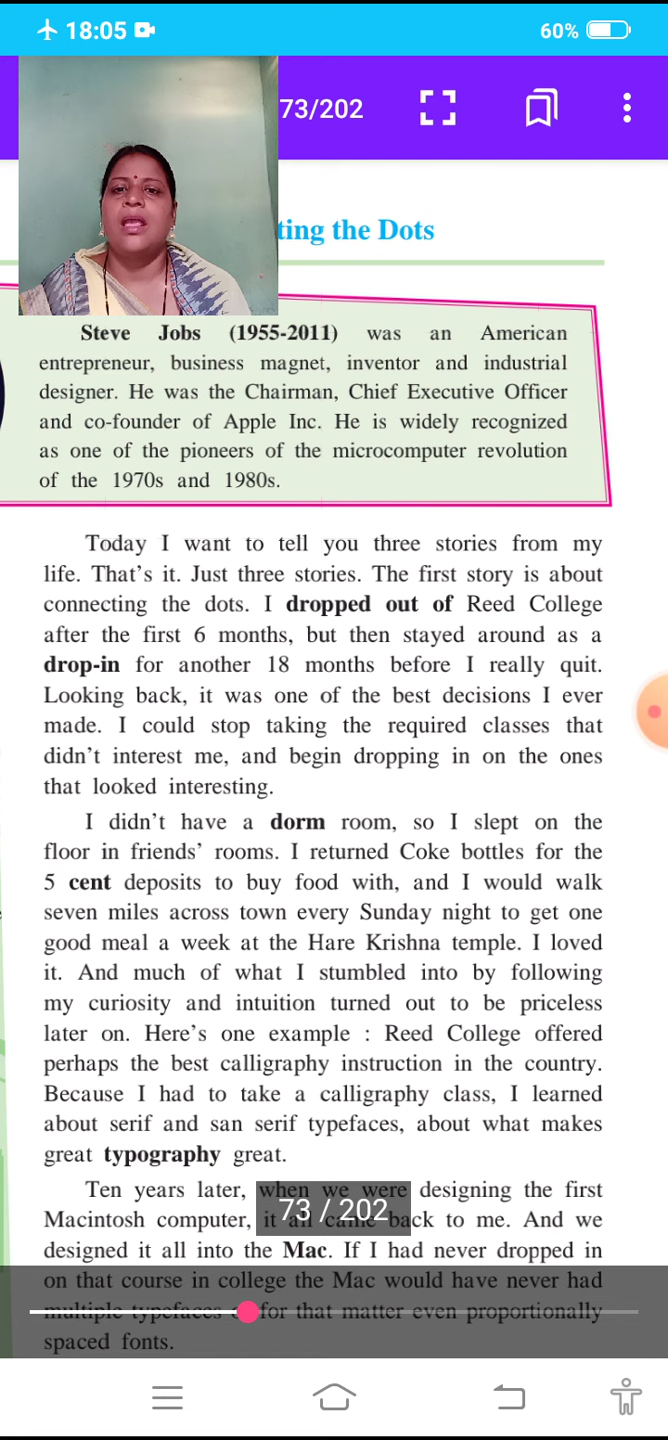 18:05
60%
73/202
ting the Dots
Steve Jobs (1955-2011) was an American
entrepreneur, business magnet, inventor and industrial
designer. He was the Chairman, Chief Executive Officer
and co-founder of Apple Inc. He is widely recognized
as one of the pioneers of the microcomputer revolution
of the 1970s and 1980s.
Today I want to tell you three stories from my
life. That's it. Just three stories. The first story is about
connecting the dots. I dropped out of Reed College
after the first 6 months, but then stayed around as a
drop-in for another 18 months before I really quit.
Looking back, it was one of the best decisions I ever
made. I could stop taking the required classes that
didn't interest me, and begin dropping in on the ones
that looked interesting.
I didn't have a dorm room, so I slept on the
floor in friends' rooms. I returned Coke bottles for the
5 cent deposits to buy food with, and I would walk
seven miles across town every Sunday night to get one
good meal a week at the Hare Krishna temple. I loved
it. And much of what I stumbled into by following
my curiosity and intuition turned out to be priceless
later on. Here's one example : Reed College offered
perhaps the best calligraphy instruction in the country.
Because I had to take a calligraphy class, I learned
about serif and san serif typefaces, about what makes
great typography great.
Ten years later, when we were designing the first
Macintosh computer, it all came back to me. And we
73 / 202
designed it all into the Mac. If I had never dropped in
on that course in college the Mac would have never had
multiple typefaces for that matter even proportionally
spaced fonts.